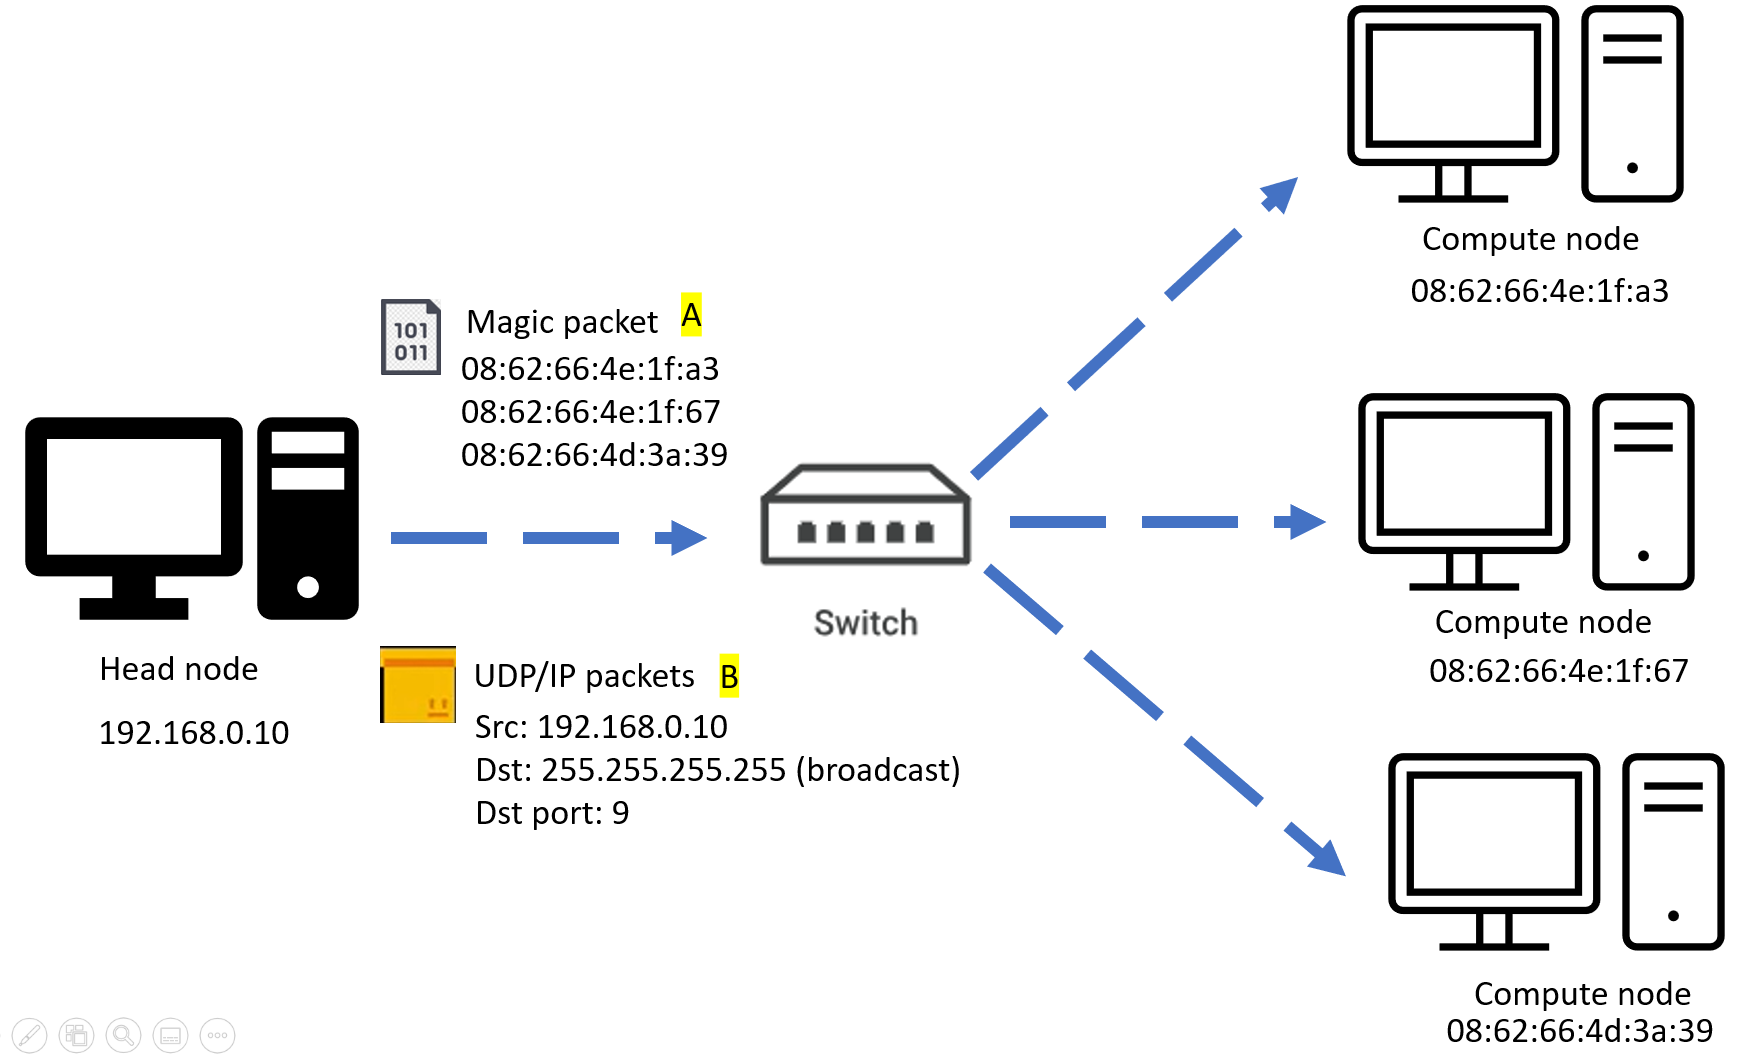 Compute node
08:62:66:4e:1f:a3
101
011
Magic packet A
08:62:66:4e:1f:a3
08:62:66:4e:1f:67
08:62:66:4d:3a:39
Switch
Head node
192.168.0.10
UDP/IP packets B
Src: 192.168.0.10
Dst: 255.255.255.255 (broadcast)
Dst port: 9
Compute node
08:62:66:4e:1f:67
Compute node
08:62:66:4d:3a:39